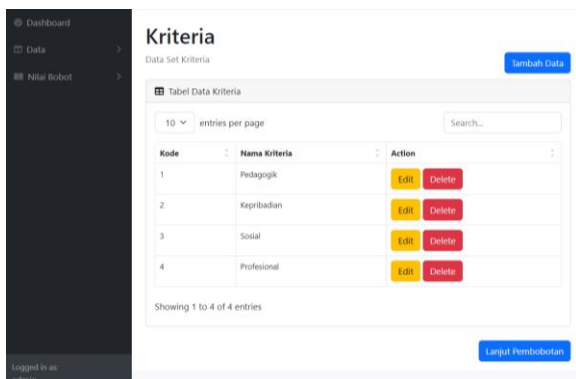 Dashboard
Data
Nilai Bobot
Kriteria
Data Set Kriteria
Tambah Data
Tabel Data Kriteria
10 entries per page
Search...
Kode Nama Kriteria Action
1 Pedagogik Edit Delete
2 Kepribadian Edit Delete
3 Sosial Edit Delete
4 Profesional Edit Delete
Showing 1 to 4 of 4 entries
Lanjut Pembobotan
Logged in as: